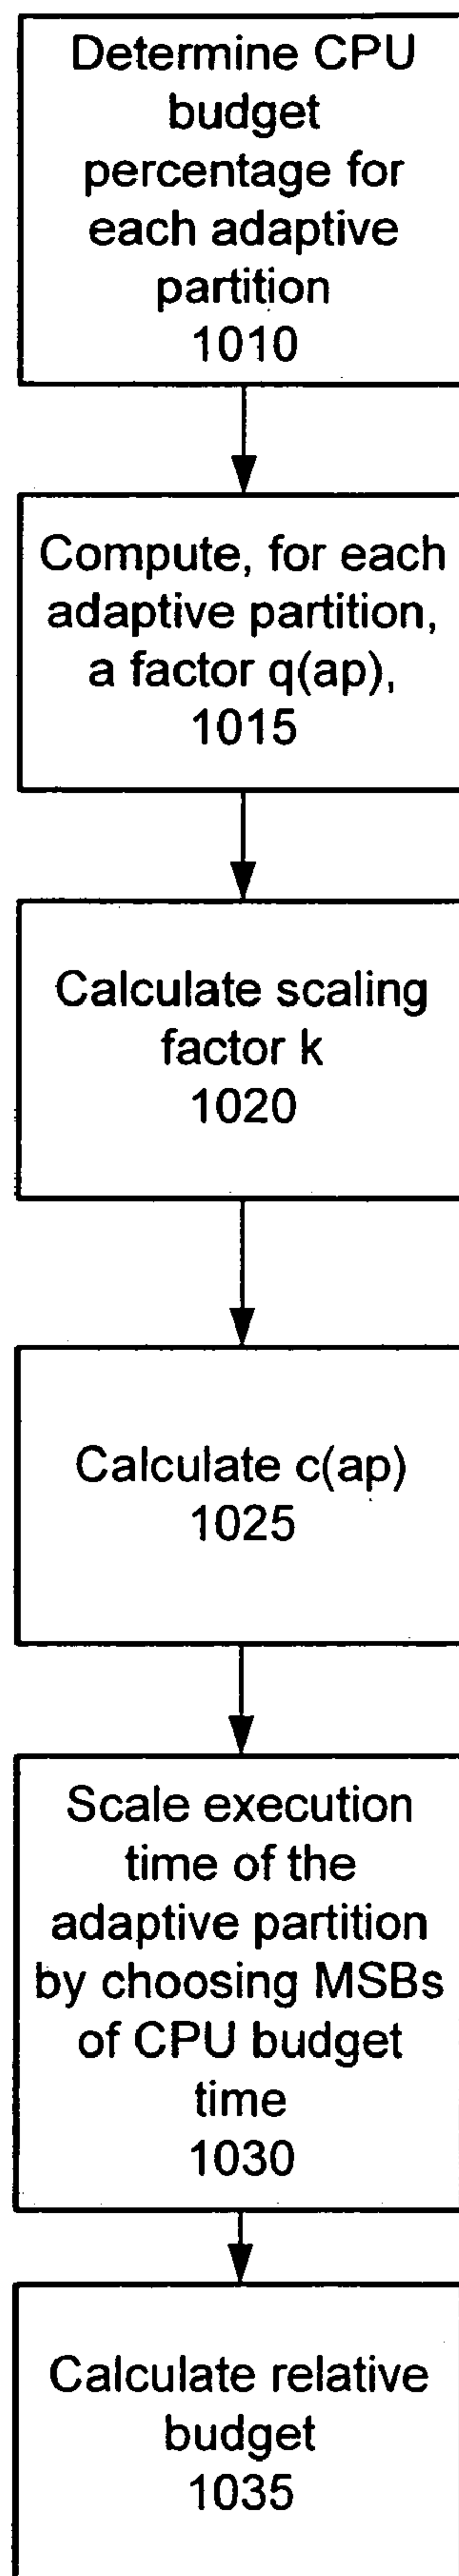 Determine CPU
budget
percentage for
each adaptive
partition
1010
Compute, for each
adaptive partition,
a factor q(ap),
1015
Calculate scaling
factor k
1020
Calculate c(ap)
1025
Scale execution
time of the
adaptive partition
by choosing MSBs
of CPU budget
time
1030
Calculate relative
budget
1035